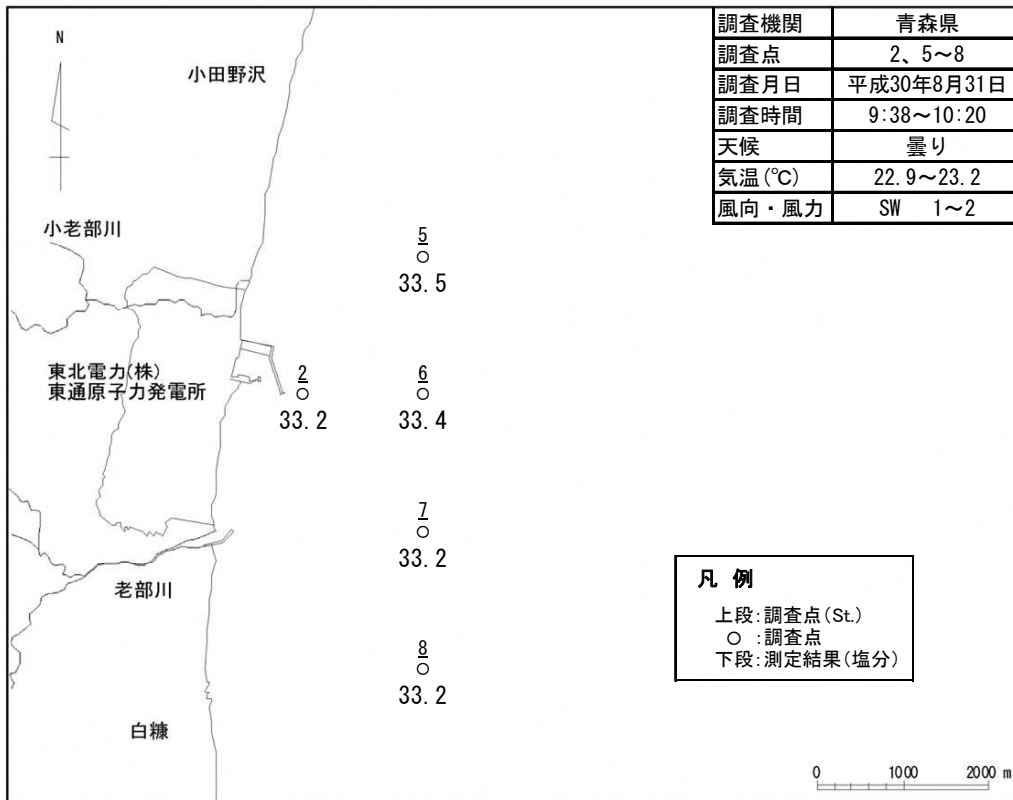 調査機関 青森県
調査点 2、5～8
調査月日 平成30年8月31日
調査時間 9:38～10:20
天候 曇り
気温(℃) 22.9～23.2
風向・風力 SW 1～2
N
小田野沢
小老部川
5
33.5
東北電力(株)
東通原子力発電所
2
33.2
6
33.4
7
33.2
老部川
8
33.2
白糠
凡 例
上段:調査点(St.)
○ :調査点
下段:測定結果(塩分)
0 1000 2000 m